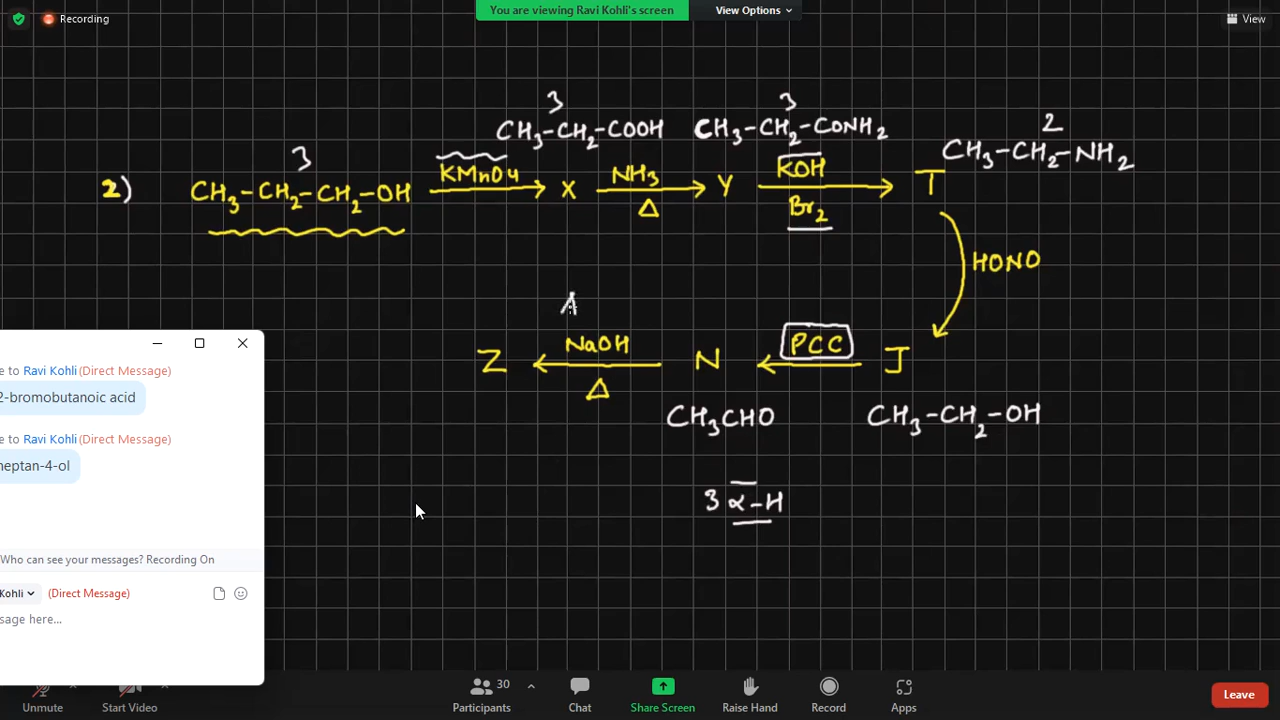 Recording
You are viewing Ravi Kohli's screen
View Options
View
3
3
2
3
CH3-CH2-COOH
CH3-CH2-CONH2
CH3-CH2-NH2
2) CH3-CH2-CH2-OH KMnO4 X NH3 Δ Y KOH Br2 T
HONO
A
Z NaOH Δ N PCC J
CH3CHO
CH3-CH2-OH
3 α-H
e to Ravi Kohli (Direct Message)
2-bromobutanoic acid
e to Ravi Kohli (Direct Message)
heptan-4-ol
Who can see your messages? Recording On
Kohli (Direct Message)
sage here...
Unmute
Start Video
30
Participants
Chat
Share Screen
Raise Hand
Record
Apps
Leave